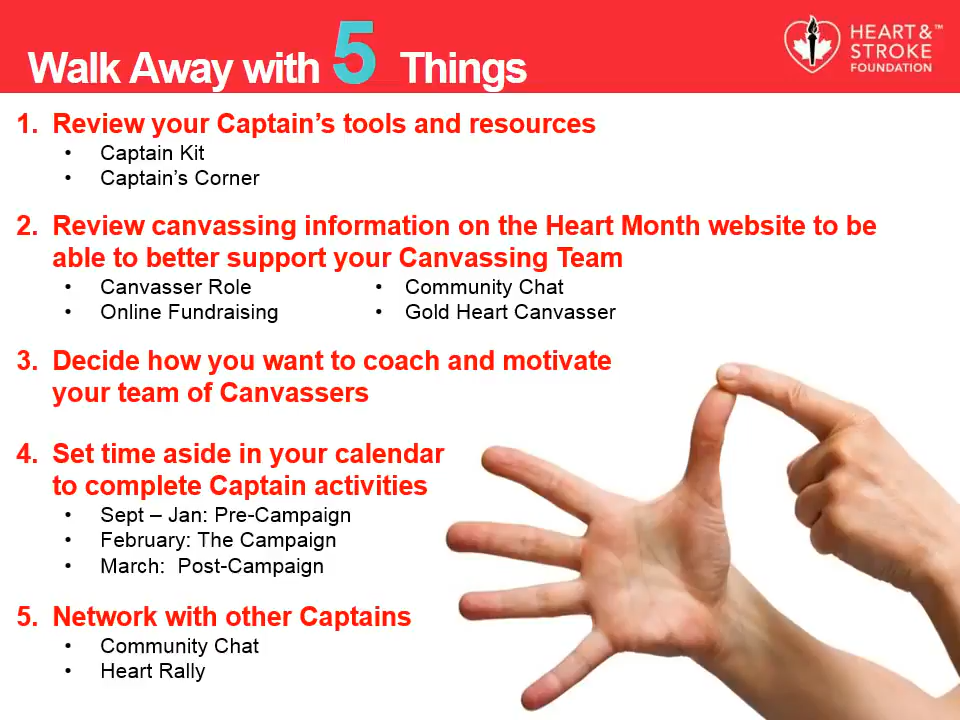 Walk Away with 5 Things
HEART &™
STROKE
FOUNDATION
1. Review your Captain's tools and resources
• Captain Kit
• Captain's Corner
2. Review canvassing information on the Heart Month website to be
able to better support your Canvassing Team
• Canvasser Role
• Online Fundraising
• Community Chat
• Gold Heart Canvasser
3. Decide how you want to coach and motivate
your team of Canvassers
4. Set time aside in your calendar
to complete Captain activities
• Sept – Jan: Pre-Campaign
• February: The Campaign
• March:  Post-Campaign
5. Network with other Captains
• Community Chat
• Heart Rally